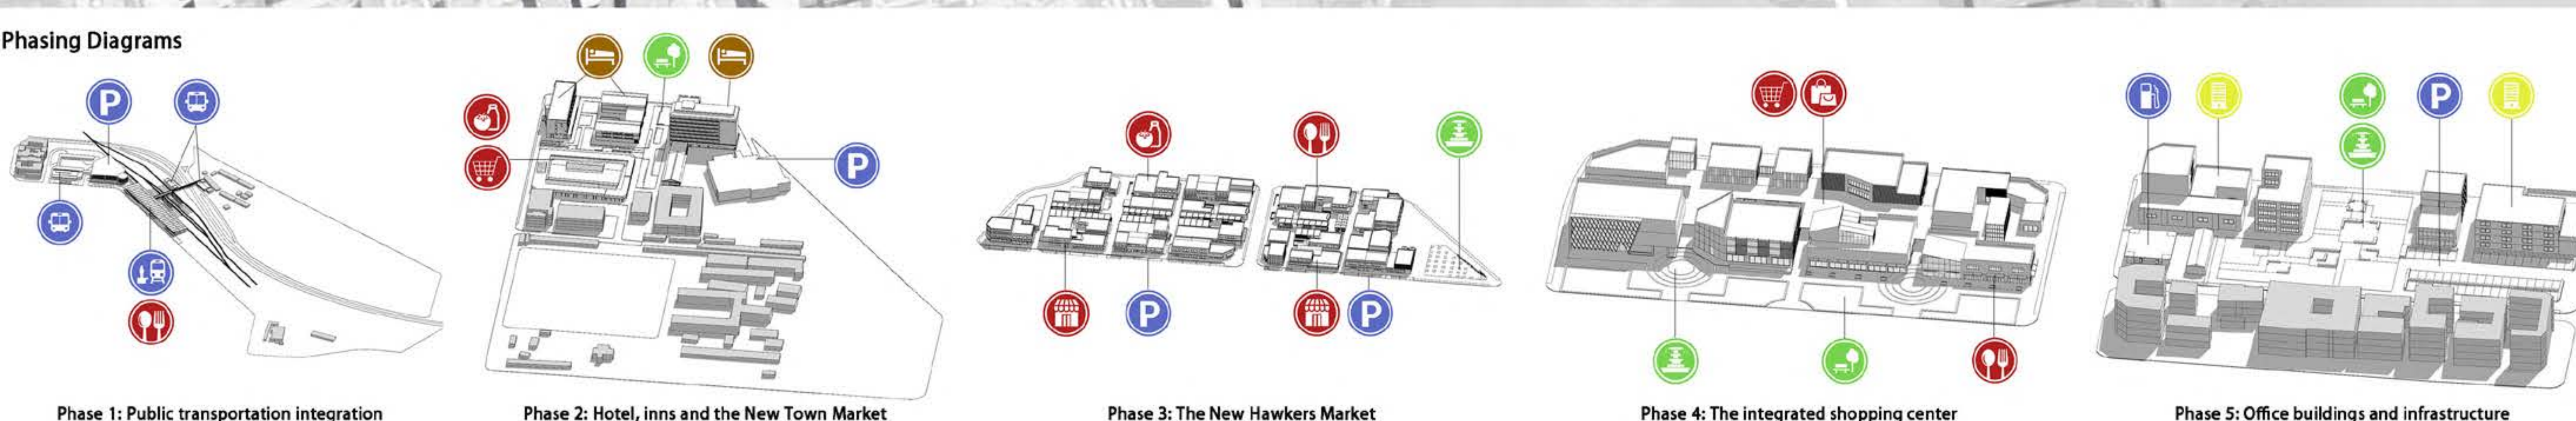 Phasing Diagrams
P
P
P
P
P
Phase 1: Public transportation integration
Phase 2: Hotel, inns and the New Town Market
Phase 3: The New Hawkers Market
Phase 4: The integrated shopping center
Phase 5: Office buildings and infrastructure